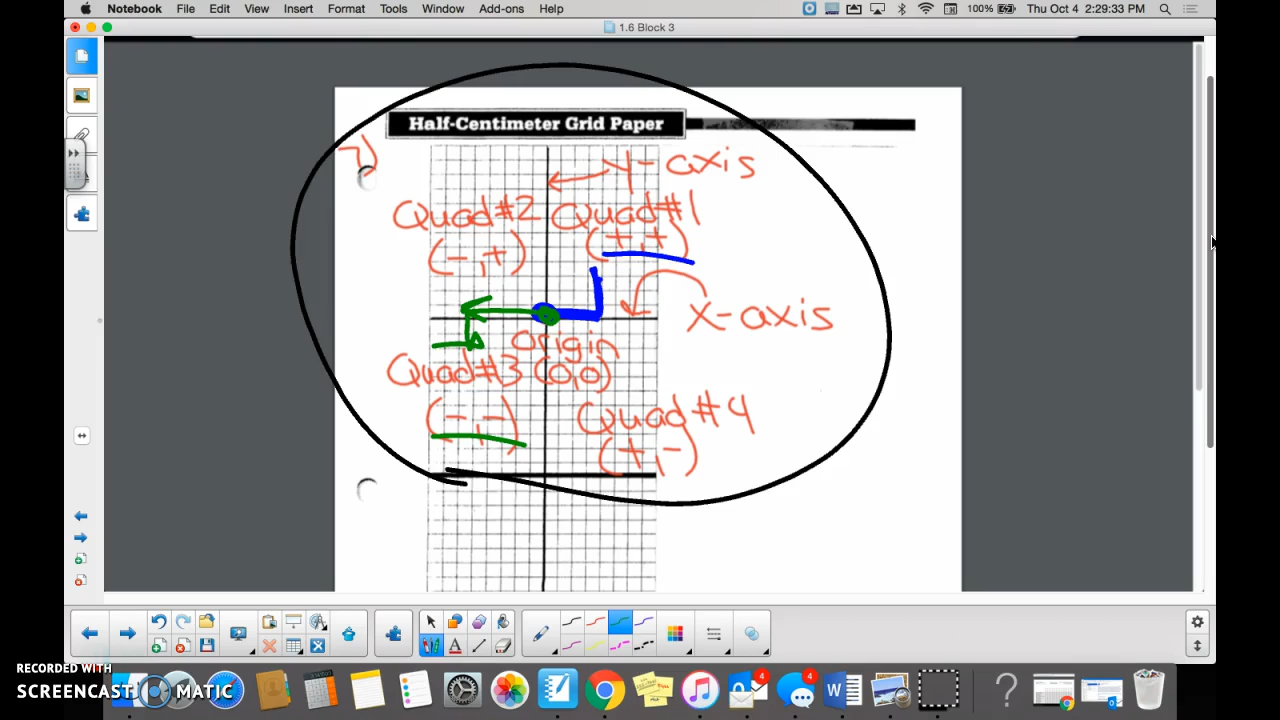 Notebook File Edit View Insert Format Tools Window Add-ons Help 100% Thu Oct 4 2:29:33 PM
1.6 Block 3
Half-Centimeter Grid Paper
7)
y-axis
Quad#2 Quad#1
(-,+) (+,+)
x-axis
Origin
Quad#3 (0,0)
(-,-) Quad#4
(+,-)
A
RECORDED WITH
SCREENCAST MATIC
4 4
W
?